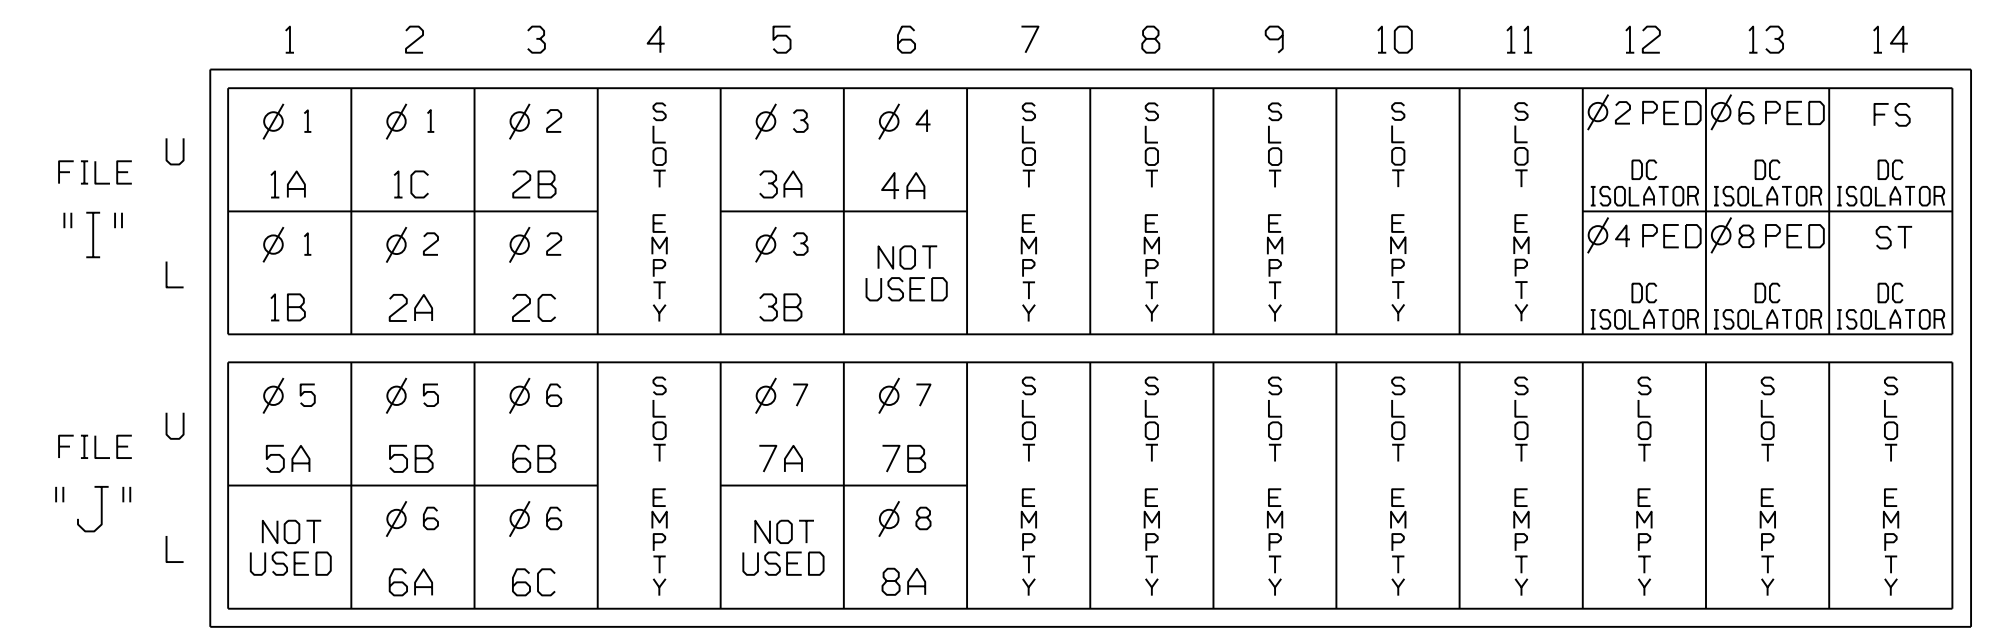 1 2 3 4 5 6 7 8 9 10 11 12 13 14
FILE "I"
U
Ø 1 1A
Ø 1 1C
Ø 2 2B
SLOT EMPTY
Ø 3 3A
Ø 4 4A
SLOT EMPTY
SLOT EMPTY
SLOT EMPTY
SLOT EMPTY
SLOT EMPTY
Ø2 PED DC ISOLATOR
Ø6 PED DC ISOLATOR
FS DC ISOLATOR
L
Ø 1 1B
Ø 2 2A
Ø 2 2C
Ø 3 3B
NOT USED
Ø4 PED DC ISOLATOR
Ø8 PED DC ISOLATOR
ST DC ISOLATOR
FILE "J"
U
Ø 5 5A
Ø 5 5B
Ø 6 6B
SLOT EMPTY
Ø 7 7A
Ø 7 7B
SLOT EMPTY
SLOT EMPTY
SLOT EMPTY
SLOT EMPTY
SLOT EMPTY
SLOT EMPTY
SLOT EMPTY
SLOT EMPTY
L
NOT USED
Ø 6 6A
Ø 6 6C
NOT USED
Ø 8 8A